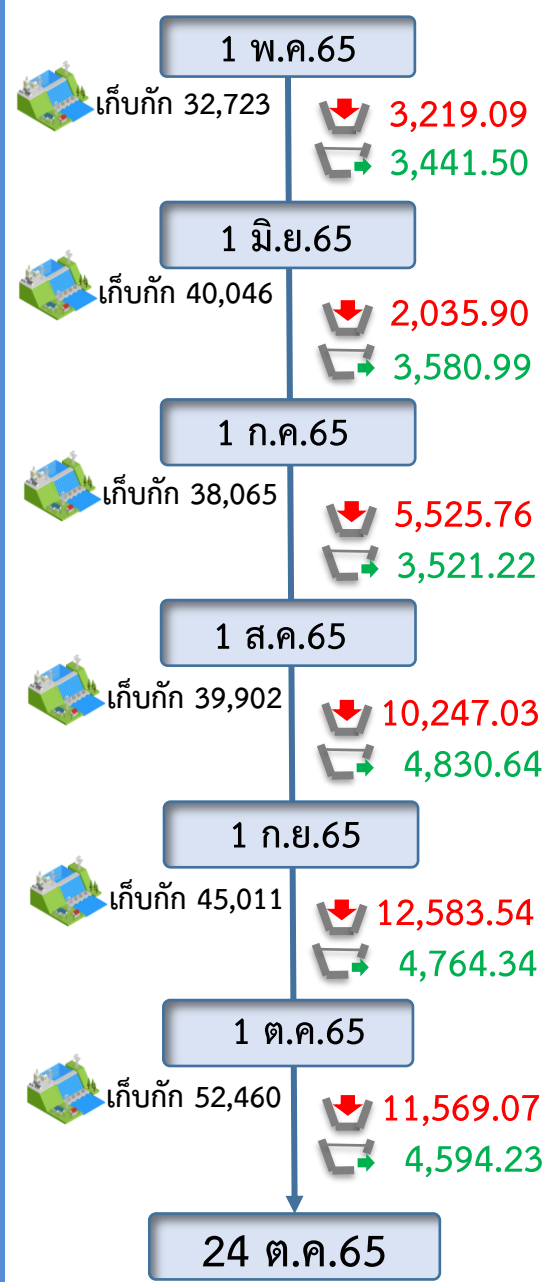 1 พ.ค.65
เก็บกัก 32,723
3,219.09
3,441.50
1 มิ.ย.65
เก็บกัก 40,046
2,035.90
3,580.99
1 ก.ค.65
เก็บกัก 38,065
5,525.76
3,521.22
1 ส.ค.65
เก็บกัก 39,902
10,247.03
4,830.64
1 ก.ย.65
เก็บกัก 45,011
12,583.54
4,764.34
1 ต.ค.65
เก็บกัก 52,460
11,569.07
4,594.23
24 ต.ค.65